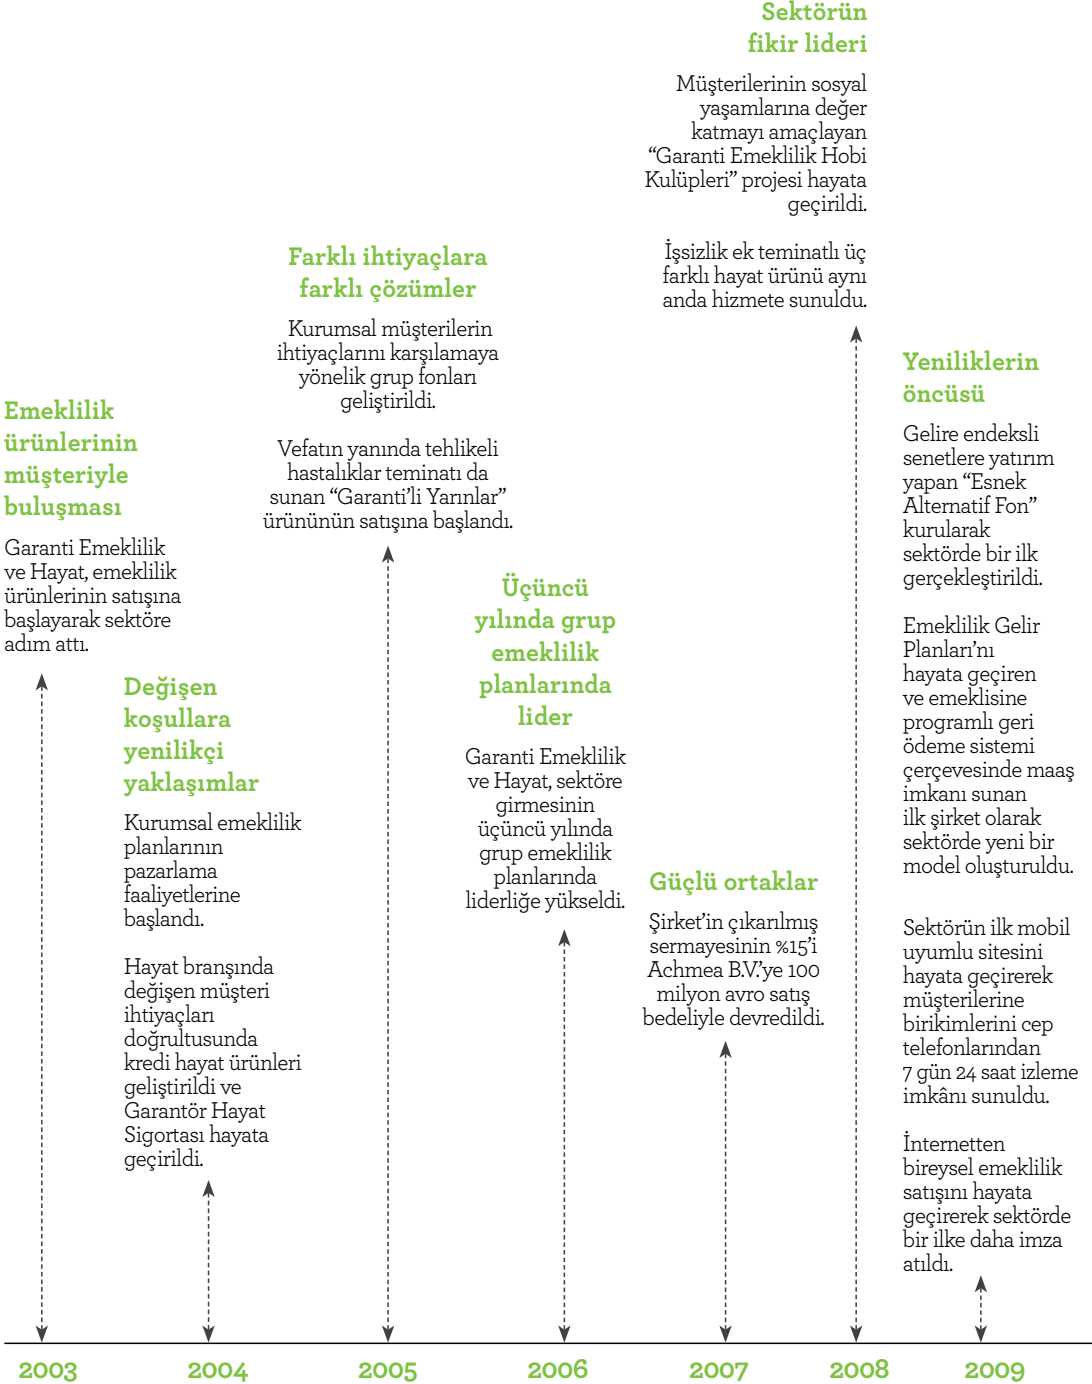 Emeklilik
ürünlerinin
müşteriyle
buluşması
Garanti Emeklilik
ve Hayat, emeklilik
ürünlerinin satışına
başlayarak sektöre
adım attı.
2003
Değişen
koşullara
yenilikçi
yaklaşımlar
Kurumsal emeklilik
planlarının
pazarlama
faaliyetlerine
başlandı.
Hayat branşında
değişen müşteri
ihtiyaçları
doğrultusunda
kredi hayat ürünleri
geliştirildi ve
Garantör Hayat
Sigortası hayata
geçirildi.
2004
Farklı ihtiyaçlara
farklı çözümler
Kurumsal müşterilerin
ihtiyaçlarını karşılamaya
yönelik grup fonları
geliştirildi.
Vefatın yanında tehlikeli
hastalıklar teminatı da
sunan “Garanti’li Yarınlar”
ürününün satışına başlandı.
2005
Üçüncü
yılında grup
emeklilik
planlarında
lider
Garanti Emeklilik
ve Hayat, sektöre
girmesinin
üçüncü yılında
grup emeklilik
planlarında
liderliğe yükseldi.
2006
Güçlü ortaklar
Şirket’in çıkarılmış
sermayesinin %15’i
Achmea B.V.’ye 100
milyon avro satış
bedeliyle devredildi.
2007
Sektörün
fikir lideri
Müşterilerinin sosyal
yaşamlarına değer
katmayı amaçlayan
“Garanti Emeklilik Hobi
Kulüpleri” projesi hayata
geçirildi.
İşsizlik ek teminatlı üç
farklı hayat ürünü aynı
anda hizmete sunuldu.
2008
Yeniliklerin
öncüsü
Gelire endeksli
senetlere yatırım
yapan “Esnek
Alternatif Fon”
kurularak
sektörde bir ilk
gerçekleştirildi.
Emeklilik Gelir
Planları’nı
hayata geçiren
ve emeklisine
programlı geri
ödeme sistemi
çerçevesinde maaş
imkanı sunan
ilk şirket olarak
sektörde yeni bir
model oluşturuldu.
Sektörün ilk mobil
uyumlu sitesini
hayata geçirerek
müşterilerine
birikimlerini cep
telefonlarından
7 gün 24 saat izleme
imkânı sunuldu.
İnternetten
bireysel emeklilik
satışını hayata
geçirerek sektörde
bir ilke daha imza
atıldı.
2009